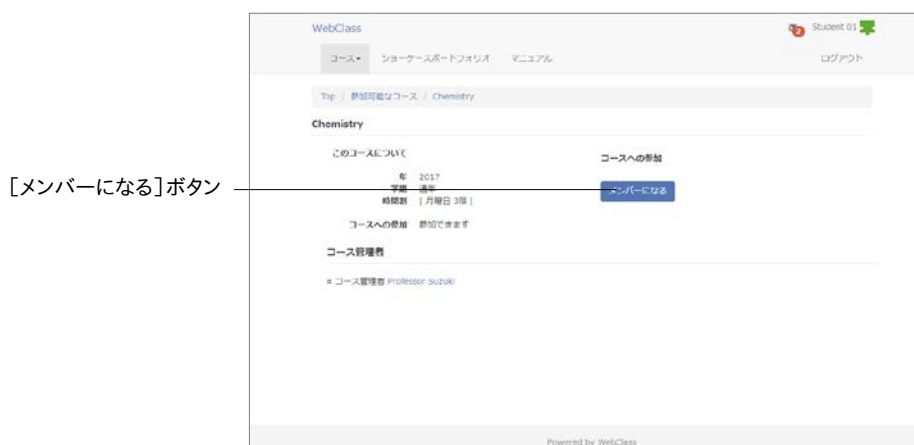 WebClass
2
Student 01
コース
ショーケースポートフォリオ
マニュアル
ログアウト
Top / 参加可能なコース / Chemistry
Chemistry
このコースについて
コースへの参加
年 2017
学期 通年
時間割 | 月曜日 3限 |
メンバーになる
[メンバーになる]ボタン
コースへの参加 参加できます
コース管理者
コース管理者 Professor Suzuki
Powered by WebClass